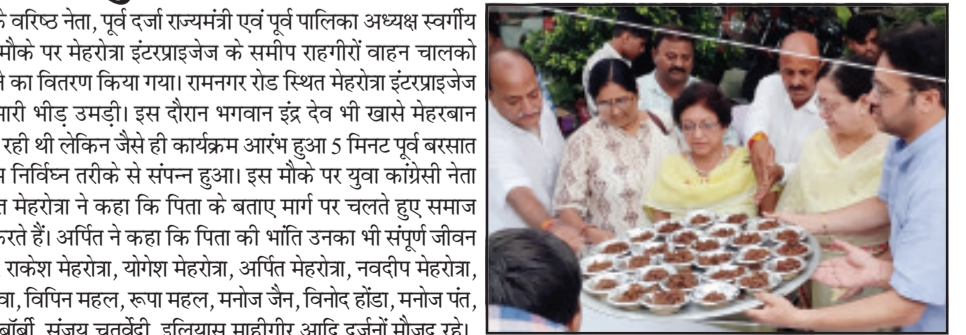 के वरिष्ठ नेता, पूर्व दर्जा राज्यमंत्री एवं पूर्व पालिका अध्यक्ष स्वर्गीय
मौके पर मेहरोत्रा इंटरप्राइजेज के समीप राहगीरों वाहन चालको
का वितरण किया गया। रामनगर रोड स्थित मेहरोत्रा इंटरप्राइजेज
भीड़ उमड़ी। इस दौरान भगवान इंद्र देव भी खासे मेहरबान
रही थी लेकिन जैसे ही कार्यक्रम आरंभ हुआ 5 मिनट पूर्व बरसात
निर्विघ्न तरीके से संपन्न हुआ। इस मौके पर युवा कांग्रेसी नेता
मेहरोत्रा ने कहा कि पिता के बताए मार्ग पर चलते हुए समाज
करते हैं। अर्पित ने कहा कि पिता की भांति उनका भी संपूर्ण जीवन
राकेश मेहरोत्रा, योगेश मेहरोत्रा, अर्पित मेहरोत्रा, नवदीप मेहरोत्रा,
विपिन महल, रूपा महल, मनोज जैन, विनोद होंडा, मनोज पंत,
बॉबी, संजय चतुर्वेदी, इलियास माहीगीर आदि दर्जनों मौजूद रहे।